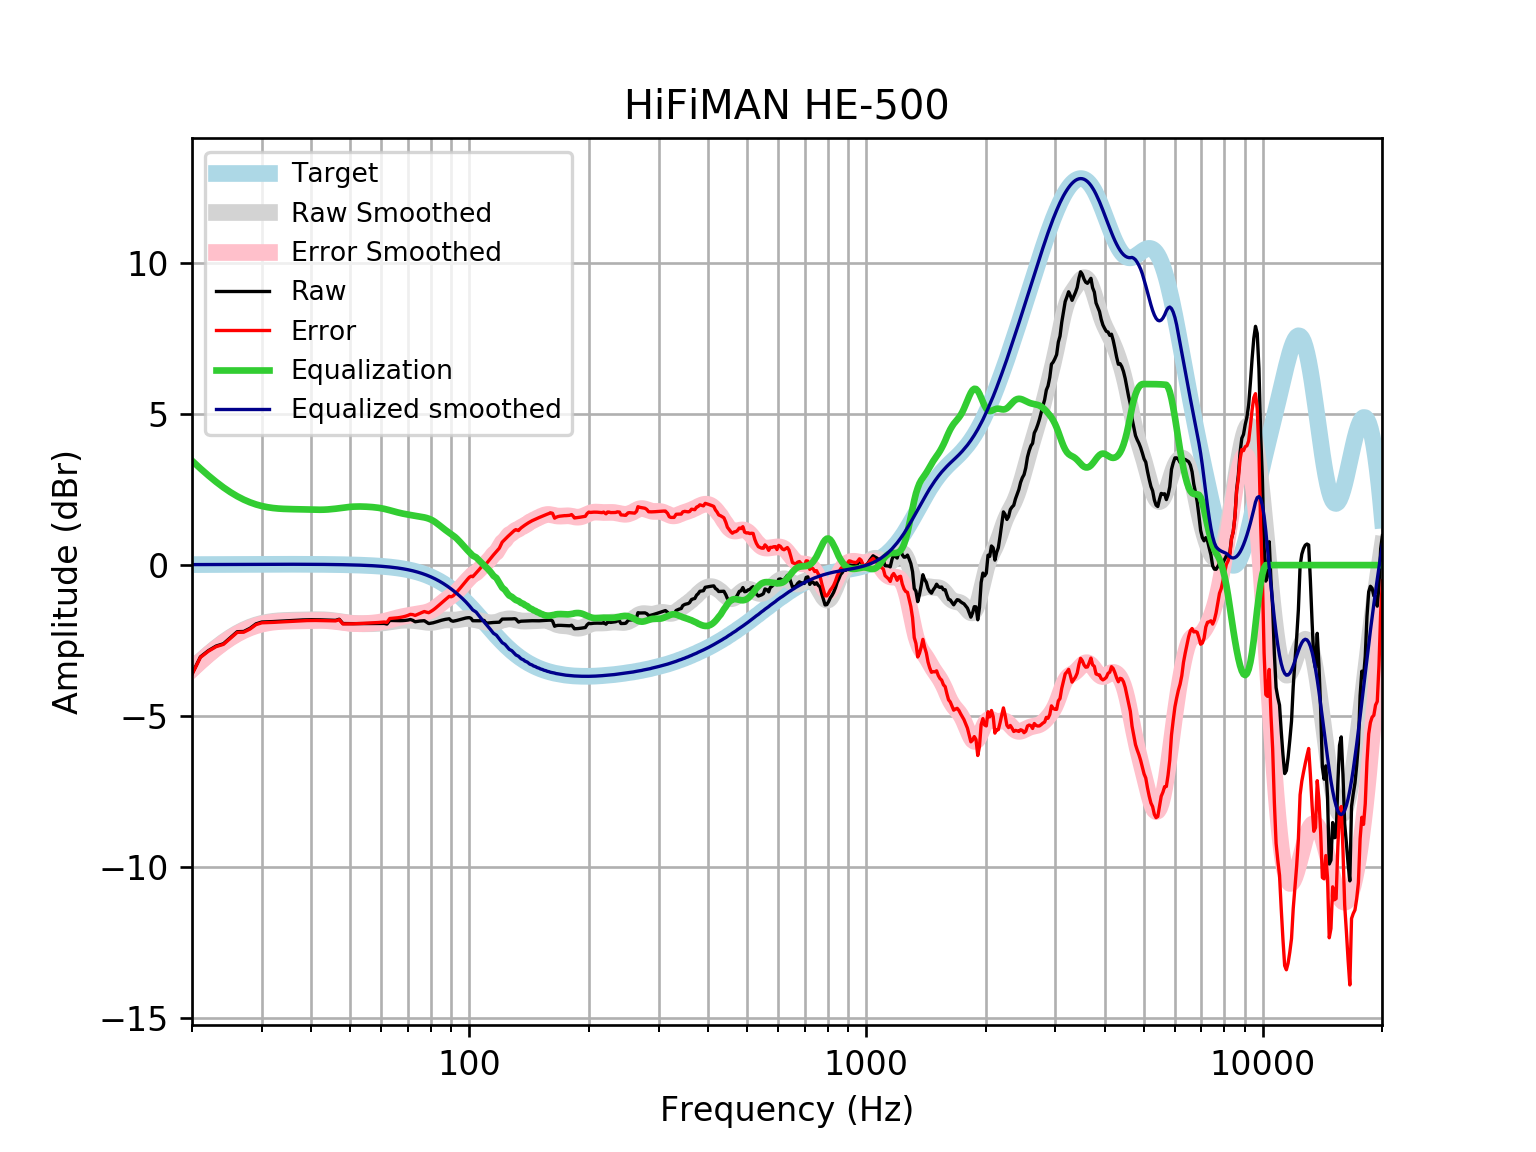 HiFiMAN HE-500
Target
Raw Smoothed
Error Smoothed
Raw
Error
Equalization
Equalized smoothed
10
5
0
−5
−10
−15
Amplitude (dBr)
100 1000 10000
Frequency (Hz)